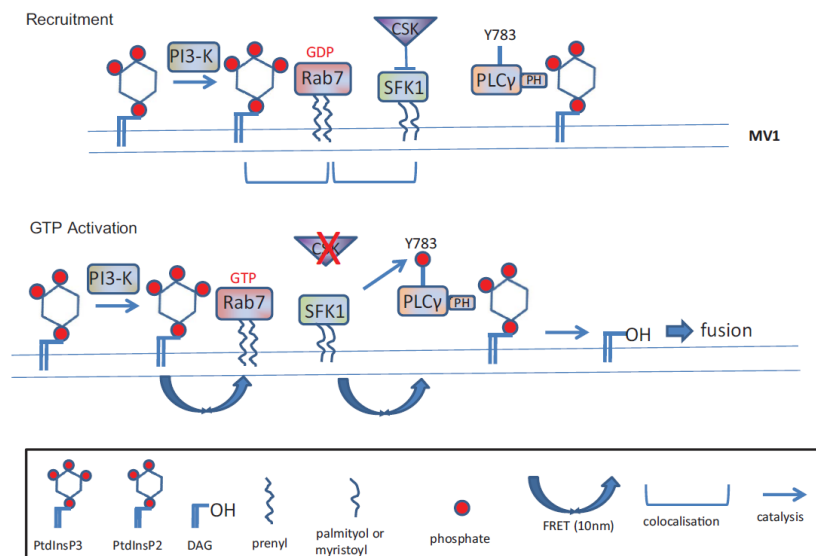 Recruitment
PI3-K
GDP
Rab7
CSK
SFK1
Y783
PLCγ
PH
MV1
GTP Activation
PI3-K
GTP
Rab7
CSK
SFK1
Y783
PLCγ
PH
OH
fusion
OH
PtdInsP3
PtdInsP2
DAG
prenyl
palmityol or
myristoyl
phosphate
FRET (10nm)
colocalisation
catalysis